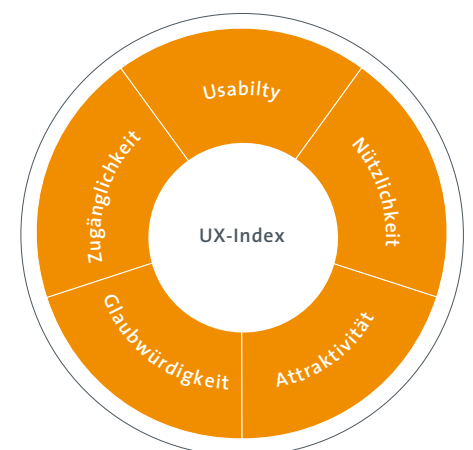 Usabilty
Nützlichkeit
Attraktivität
Glaubwürdigkeit
Zugänglichkeit
UX-Index